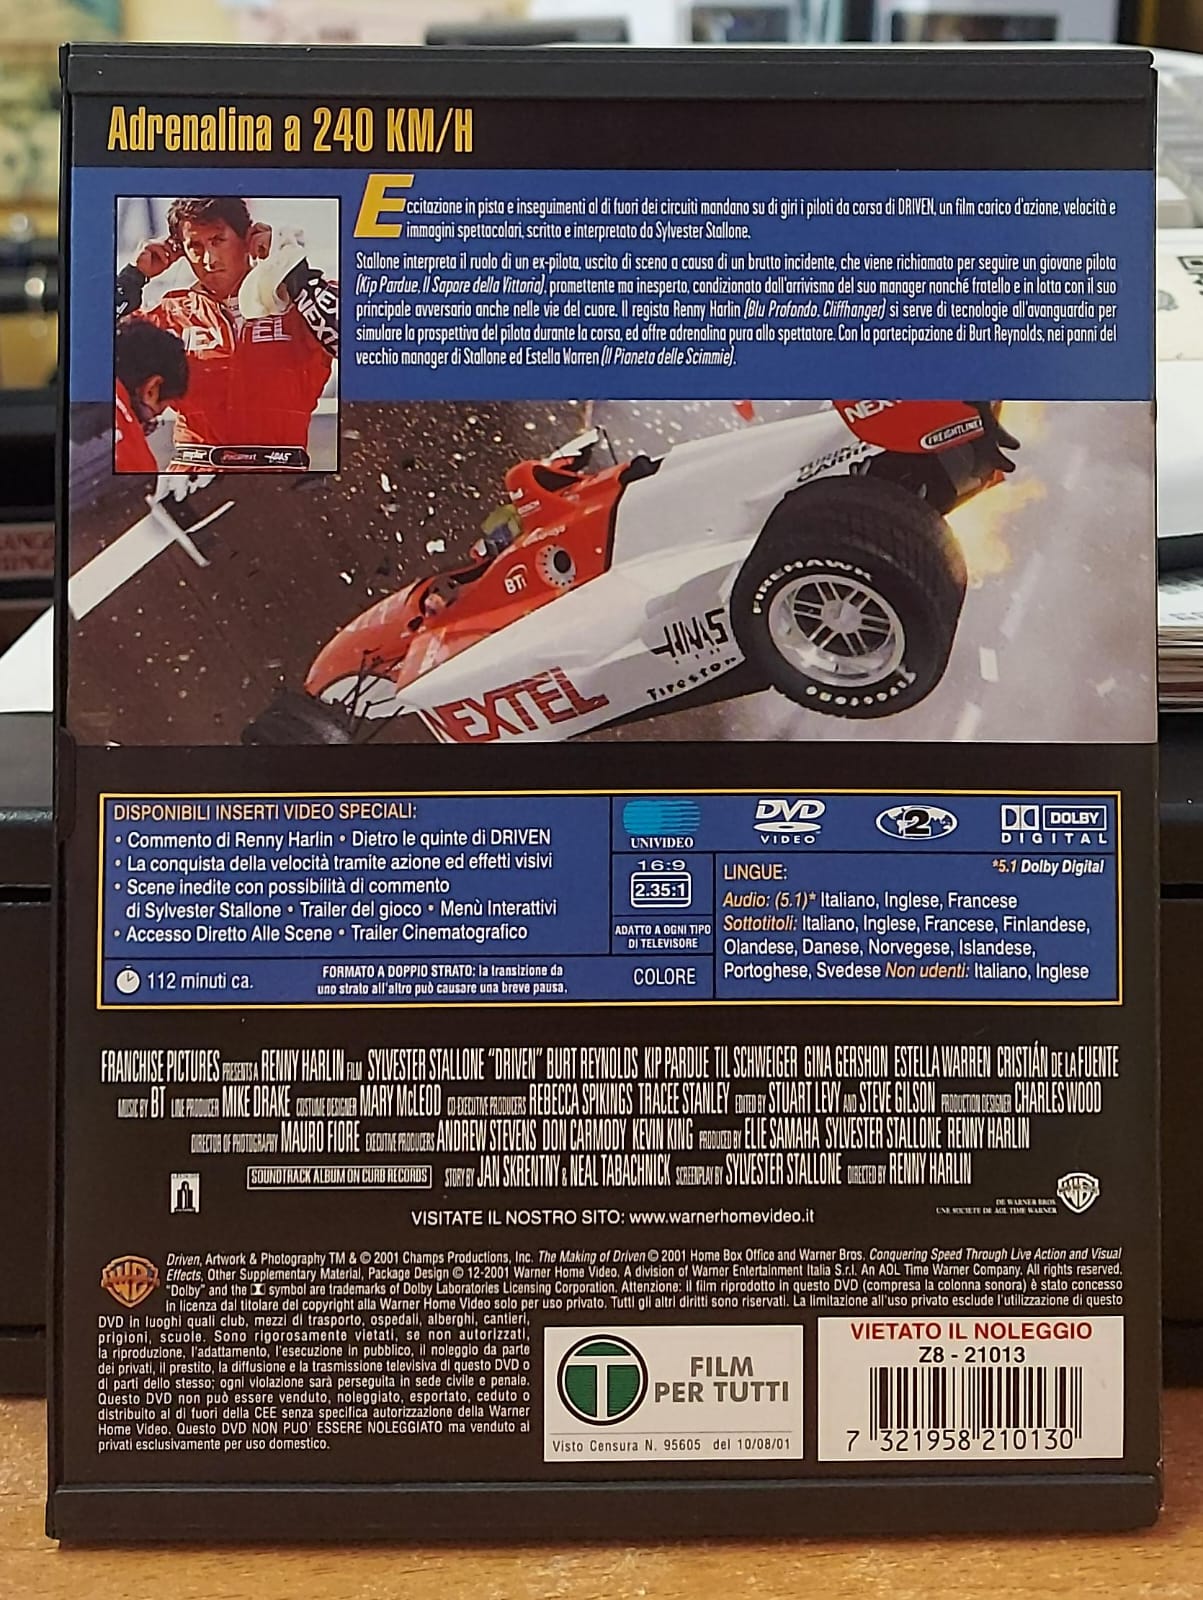 Adrenalina a 240 KM/H
Eccitazione in pista e inseguimenti al di fuori dei circuiti mandano su di giri i piloti da corsa di DRIVEN, un film carico d'azione, velocità e
immagini spettacolari, scritto e interpretato da Sylvester Stallone.
Stallone interpreta il ruolo di un ex-pilota, uscito di scena a causa di un brutto incidente, che viene richiamato per seguire un giovane pilota
(Kip Pardue, Il Sapore della Vittoria), promettente ma inesperto, condizionato dall'arrivismo del suo manager nonché fratello e in lotta con il suo
principale avversario anche nelle vie del cuore. Il regista Renny Harlin (Blu Profondo, Cliffhanger) si serve di tecnologie all'avanguardia per
simulare la prospettiva del pilota durante la corsa, ed offre adrenalina pura allo spettatore. Con la partecipazione di Burt Reynolds, nei panni del
vecchio manager di Stallone ed Estella Warren (Il Pianeta delle Scimmie).
NEXTEL
HAAS
FREIGHTLINER
BTi
FIREHAWK
HAAS
Firestone
Firestone
NEXTEL
DISPONIBILI INSERTI VIDEO SPECIALI:
• Commento di Renny Harlin • Dietro le quinte di DRIVEN
• La conquista della velocità tramite azione ed effetti visivi
• Scene inedite con possibilità di commento
di Sylvester Stallone • Trailer del gioco • Menù Interattivi
• Accesso Diretto Alle Scene • Trailer Cinematografico
112 minuti ca.
FORMATO A DOPPIO STRATO: la transizione da
uno strato all'altro può causare una breve pausa.
UNIVIDEO
DVD
VIDEO
2
DOLBY
DIGITAL
16:9
2.35:1
ADATTO A OGNI TIPO
DI TELEVISORE
COLORE
*5.1 Dolby Digital
LINGUE:
Audio: (5.1)* Italiano, Inglese, Francese
Sottotitoli: Italiano, Inglese, Francese, Finlandese,
Olandese, Danese, Norvegese, Islandese,
Portoghese, Svedese Non udenti: Italiano, Inglese
FRANCHISE PICTURES PRESENTS A RENNY HARLIN FILM SYLVESTER STALLONE "DRIVEN" BURT REYNOLDS KIP PARDUE TIL SCHWEIGER GINA GERSHON ESTELLA WARREN CRISTIÁN DE LA FUENTE
MUSIC BY BT LINE PRODUCER MIKE DRAKE COSTUME DESIGNER MARY McLEOD CO-EXECUTIVE PRODUCERS REBECCA SPIKINGS TRACEE STANLEY EDITED BY STUART LEVY AND STEVE GILSON PRODUCTION DESIGNER CHARLES WOOD
DIRECTOR OF PHOTOGRAPHY MAURO FIORE EXECUTIVE PRODUCERS ANDREW STEVENS DON CARMODY KEVIN KING PRODUCED BY ELIE SAMAHA SYLVESTER STALLONE RENNY HARLIN
SOUNDTRACK ALBUM ON CURB RECORDS STORY BY JAN SKRENTNY & NEAL TABACHNICK SCREENPLAY BY SYLVESTER STALLONE DIRECTED BY RENNY HARLIN
DE WARNER BROS.
UNE SOCIETE DE AOL TIME WARNER
VISITATE IL NOSTRO SITO: www.warnerhomevideo.it
Driven, Artwork & Photography TM & © 2001 Champs Productions, Inc. The Making of Driven © 2001 Home Box Office and Warner Bros. Conquering Speed Through Live Action and Visual
Effects, Other Supplementary Material, Package Design © 12-2001 Warner Home Video. A division of Warner Entertainment Italia S.r.l. An AOL Time Warner Company. All rights reserved.
"Dolby" and the symbol are trademarks of Dolby Laboratories Licensing Corporation. Attenzione: il film riprodotto in questo DVD (compresa la colonna sonora) è stato concesso
in licenza dal titolare del copyright alla Warner Home Video solo per uso privato. Tutti gli altri diritti sono riservati. La limitazione all'uso privato esclude l'utilizzazione di questo
DVD in luoghi quali club, mezzi di trasporto, ospedali, alberghi, cantieri,
prigioni, scuole. Sono rigorosamente vietati, se non autorizzati,
la riproduzione, l'adattamento, l'esecuzione in pubblico, il noleggio da parte
dei privati, il prestito, la diffusione e la trasmissione televisiva di questo DVD o
di parti dello stesso; ogni violazione sarà perseguita in sede civile e penale.
Questo DVD non può essere venduto, noleggiato, esportato, ceduto o
distribuito al di fuori della CEE senza specifica autorizzazione della Warner
Home Video. Questo DVD NON PUO' ESSERE NOLEGGIATO ma venduto ai
privati esclusivamente per uso domestico.
T FILM
PER TUTTI
Visto Censura N. 95605 del 10/08/01
VIETATO IL NOLEGGIO
Z8 - 21013
7 321958 210130